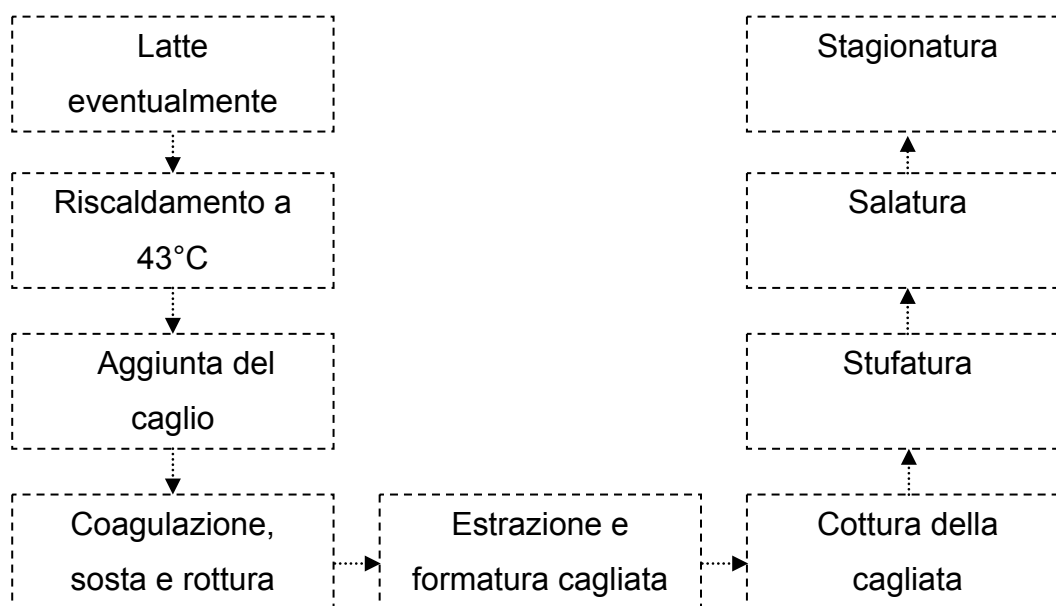 Latte
eventualmente
Riscaldamento a
43°C
Aggiunta del
caglio
Coagulazione,
sosta e rottura
Estrazione e
formatura cagliata
Cottura della
cagliata
Stufatura
Salatura
Stagionatura